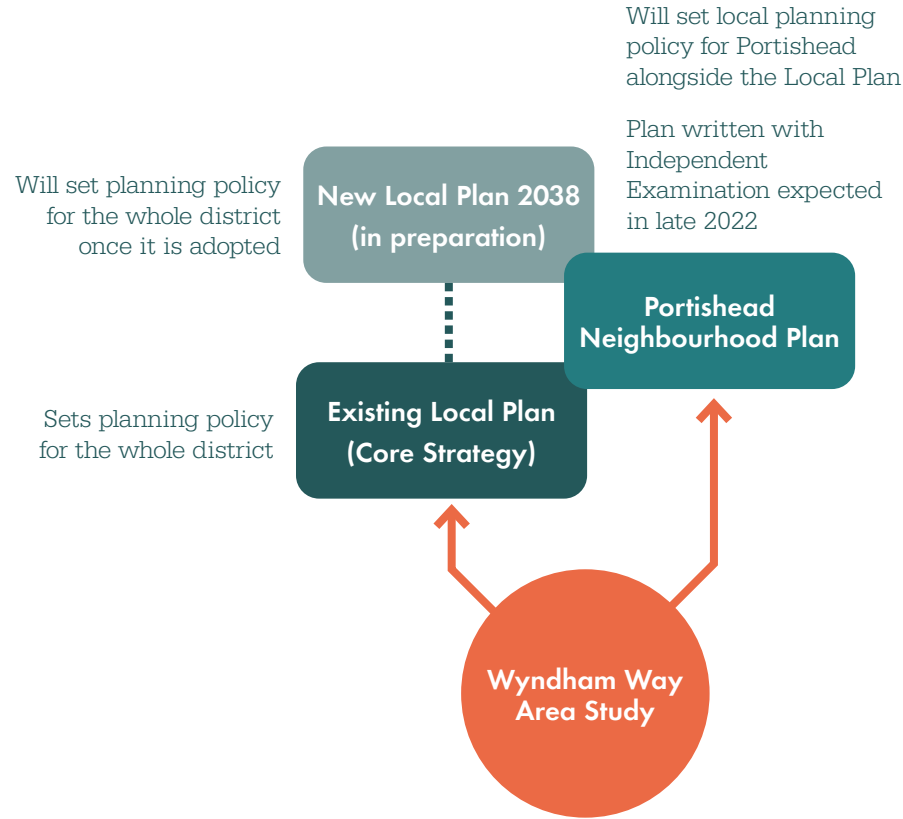 Will set local planning
policy for Portishead
alongside the Local Plan
Plan written with
Independent
Examination expected
in late 2022
Will set planning policy
for the whole district
once it is adopted
New Local Plan 2038
(in preparation)
Portishead
Neighbourhood Plan
Sets planning policy
for the whole district
Existing Local Plan
(Core Strategy)
Wyndham Way
Area Study